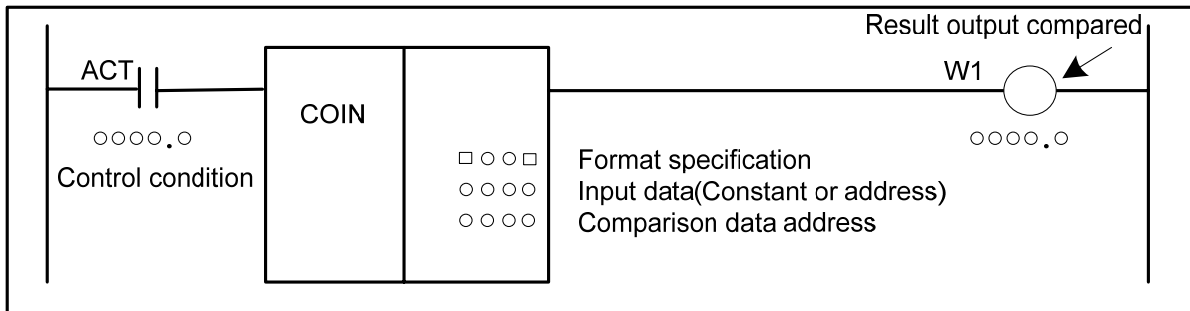 Result output compared
ACT
W1
COIN
○○○○.○
○○○○.○
Control condition
□○○□ Format specification
○○○○ Input data(Constant or address)
○○○○ Comparison data address